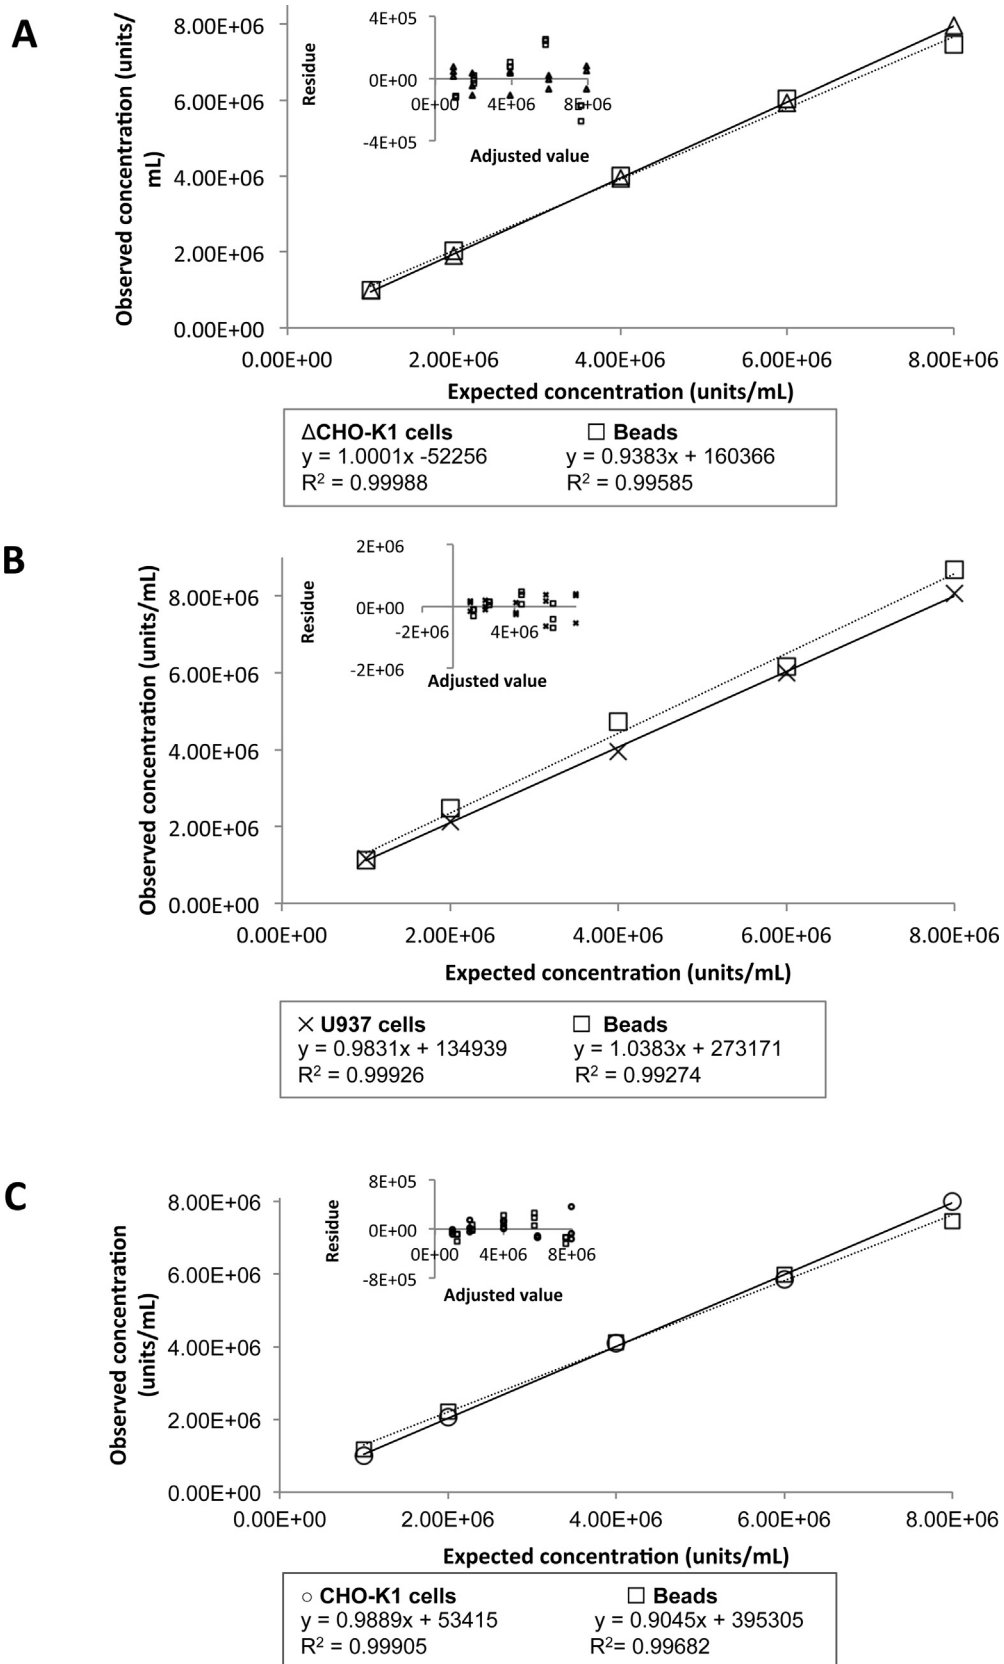 A
Observed concentration (units/
mL)
8.00E+06
6.00E+06
4.00E+06
2.00E+06
0.00E+00
Residue
4E+05
0E+00
-4E+05
0E+00 4E+06 8E+06
Adjusted value
0.00E+00 2.00E+06 4.00E+06 6.00E+06 8.00E+06
Expected concentration (units/mL)
ΔCHO-K1 cells □ Beads
y = 1.0001x -52256 y = 0.9383x + 160366
R² = 0.99988 R² = 0.99585
B
Observed concentration (units/mL)
8.00E+06
6.00E+06
4.00E+06
2.00E+06
0.00E+00
Residue
2E+06
0E+00
-2E+06
-2E+06 4E+06
Adjusted value
0.00E+00 2.00E+06 4.00E+06 6.00E+06 8.00E+06
Expected concentration (units/mL)
× U937 cells □ Beads
y = 0.9831x + 134939 y = 1.0383x + 273171
R² = 0.99926 R² = 0.99274
C
Observed concentration
(units/mL)
8.00E+06
6.00E+06
4.00E+06
2.00E+06
0.00E+00
Residue
8E+05
0E+00
-8E+05
0E+00 4E+06 8E+06
Adjusted value
0.00E+00 2.00E+06 4.00E+06 6.00E+06 8.00E+06
Expected concentration (units/mL)
○ CHO-K1 cells □ Beads
y = 0.9889x + 53415 y = 0.9045x + 395305
R² = 0.99905 R²= 0.99682